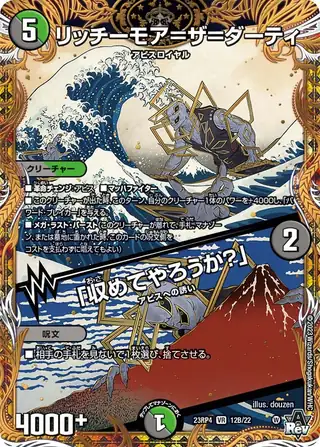 5
リッチーモア＝ザ＝ダーティ
アビスロイヤル
クリーチャー
■革命チェンジ：アビス ■マッハファイター
■このクリーチャーが出た時、このターン、自分のクリーチャー1体のパワーを+4000し、「パワード・ブレイカー」を与える。
■メガ・ラスト・バースト（このクリーチャーが離れて、手札、マナゾーン、または墓地に置かれた時、このカードの呪文側をコストを支払わずに唱えてもよい）
2
「収めてやろうか？」
アビスへの誘い
呪文
■相手の手札を見ないで1枚選び、捨てさせる。
illus. douzen
4000+
1
23RP4 VR 12B/22 W
Rev